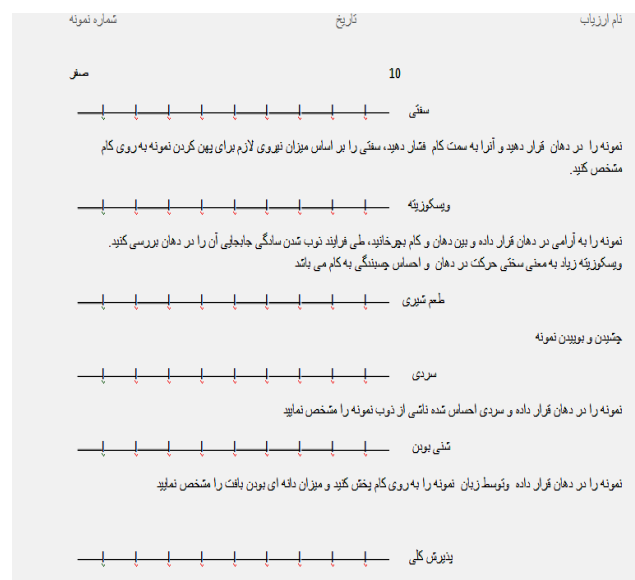 نام ارزیاب تاریخ شماره نمونه
10 صفر
سفتی
نمونه را در دهان قرار دهید و آنرا به سمت کام فشار دهید، سفتی را بر اساس میزان نیروی لازم برای پهن کردن نمونه به روی کام
مشخص کنید.
ویسکوزیته
نمونه را به آرامی در دهان قرار داده و بین دهان و کام بچرخانید، طی فرایند ذوب شدن سادگی جابجایی آن را در دهان بررسی کنید.
ویسکوزیته زیاد به معنی سختی حرکت در دهان و احساس چسبندگی به کام می باشد
طعم شیری
چشیدن و بوییدن نمونه
سردی
نمونه را در دهان قرار داده و سردی احساس شده ناشی از ذوب نمونه را مشخص نمایید
شنی بودن
نمونه را در دهان قرار داده وتوسط زبان نمونه را به روی کام پخش کنید و میزان دانه ای بودن بافت را مشخص نمایید
پذیرش کلی